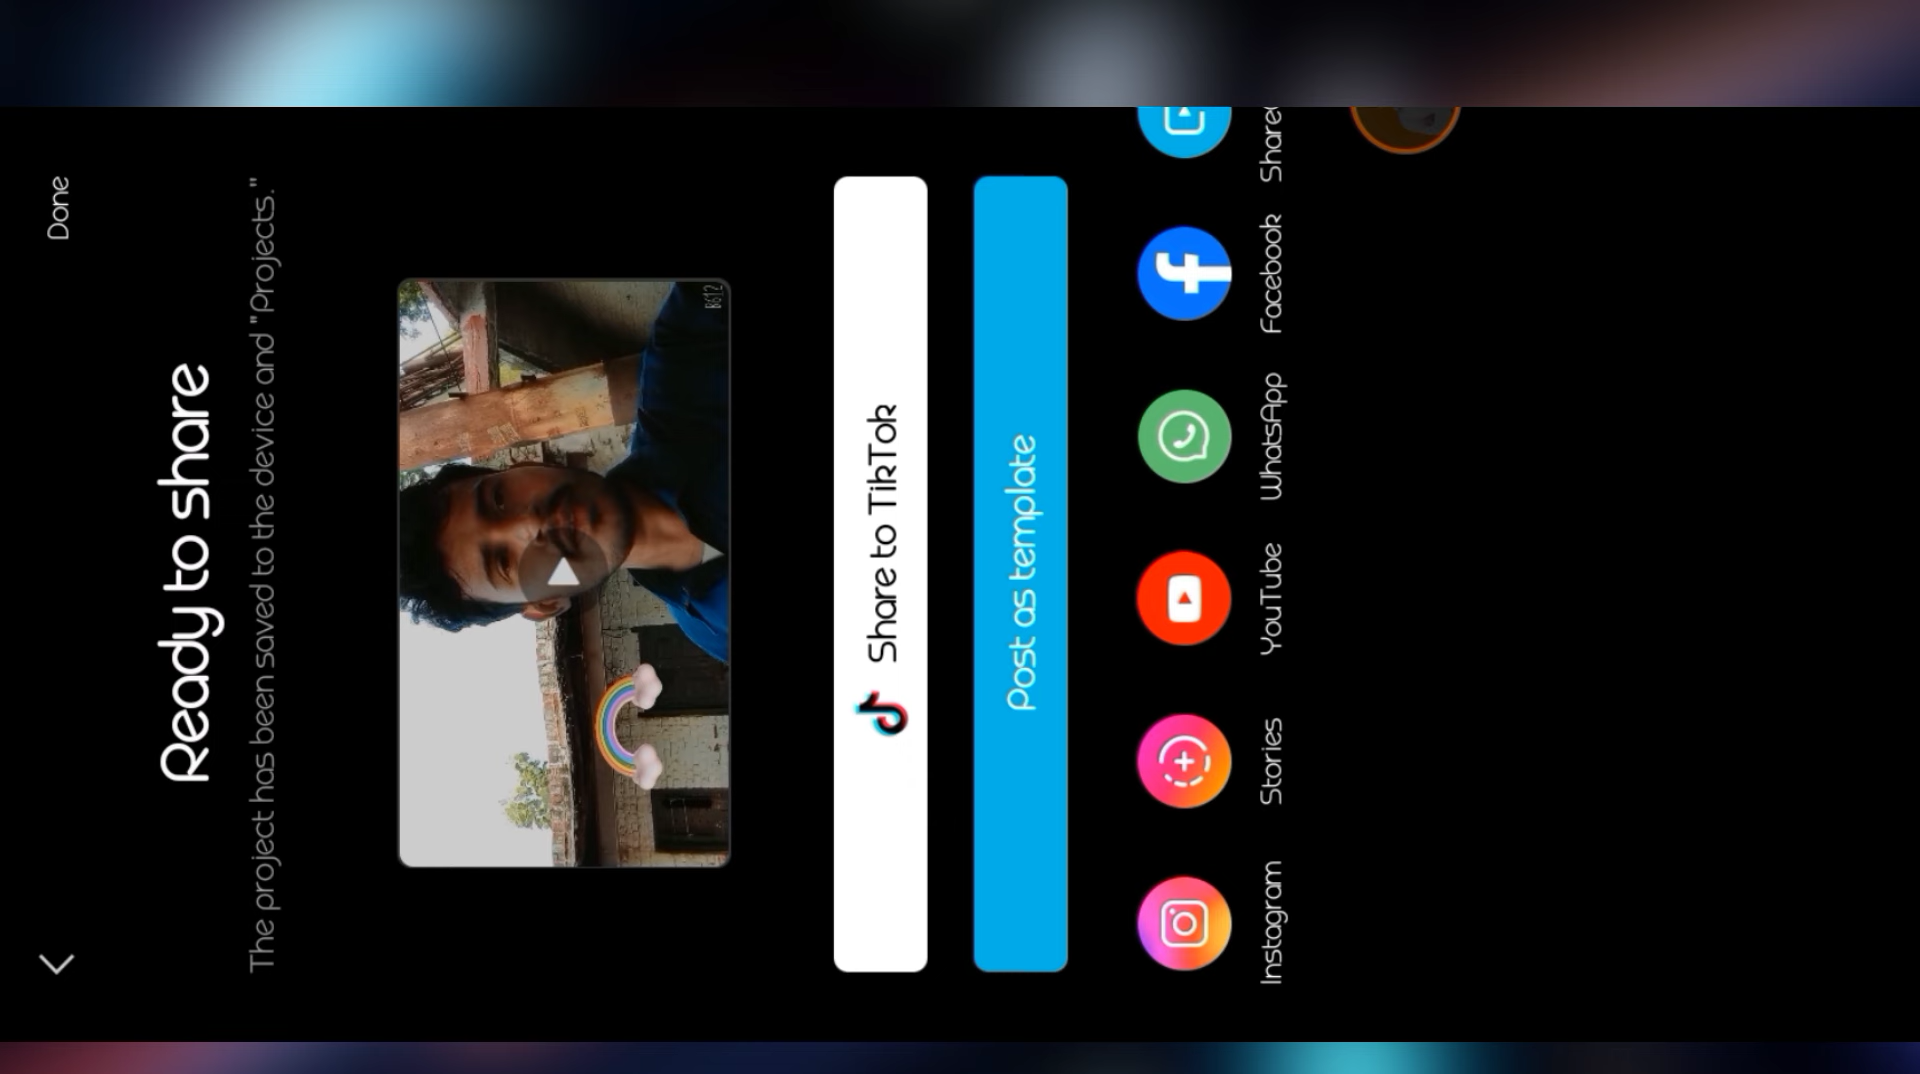 Done
Ready to share
The project has been saved to the device and "Projects."
B612
Share to TikTok
Post as template
Instagram
Stories
YouTube
WhatsApp
Facebook